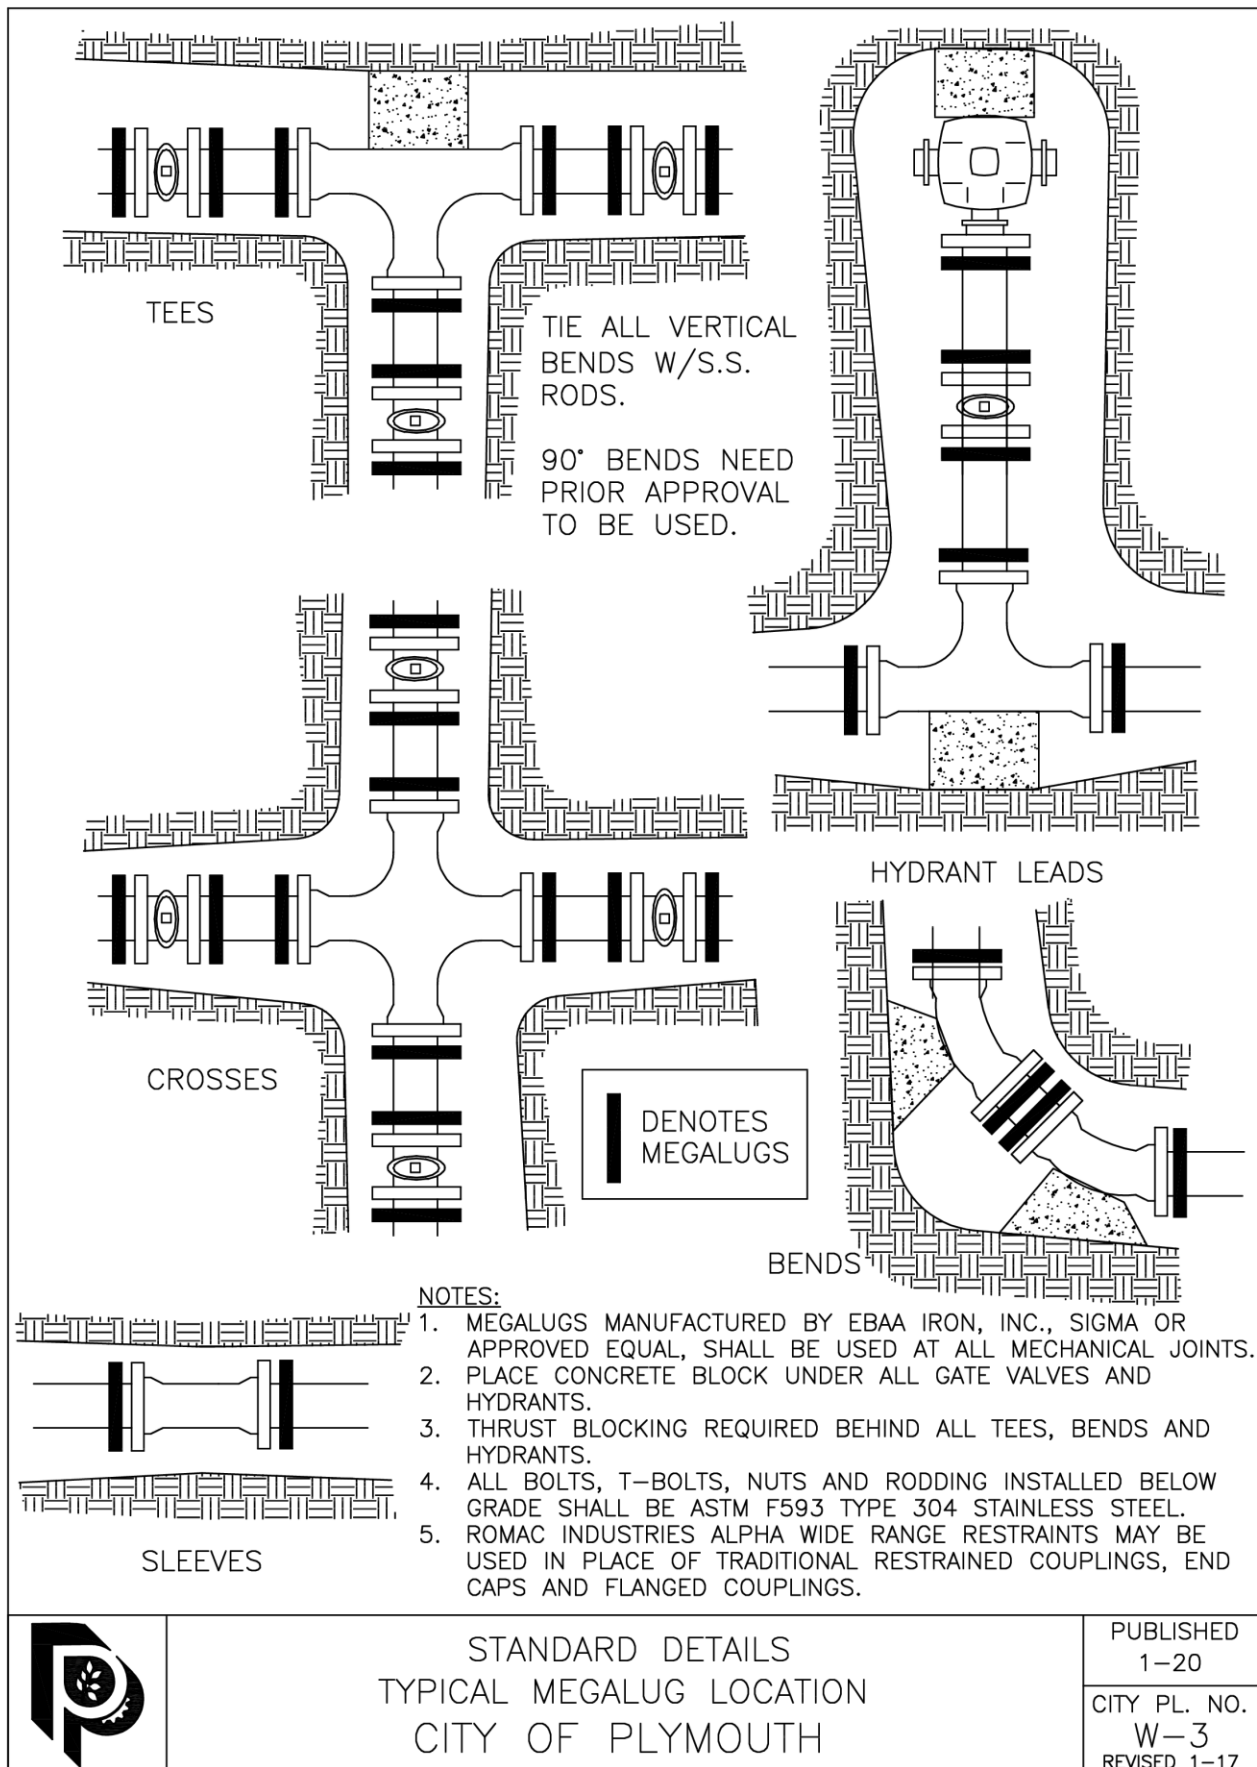 TEES
TIE ALL VERTICAL
BENDS W/S.S.
RODS.
90° BENDS NEED
PRIOR APPROVAL
TO BE USED.
HYDRANT LEADS
CROSSES
DENOTES
MEGALUGS
BENDS
SLEEVES
NOTES:
1. MEGALUGS MANUFACTURED BY EBAA IRON, INC., SIGMA OR
APPROVED EQUAL, SHALL BE USED AT ALL MECHANICAL JOINTS.
2. PLACE CONCRETE BLOCK UNDER ALL GATE VALVES AND
HYDRANTS.
3. THRUST BLOCKING REQUIRED BEHIND ALL TEES, BENDS AND
HYDRANTS.
4. ALL BOLTS, T-BOLTS, NUTS AND RODDING INSTALLED BELOW
GRADE SHALL BE ASTM F593 TYPE 304 STAINLESS STEEL.
5. ROMAC INDUSTRIES ALPHA WIDE RANGE RESTRAINTS MAY BE
USED IN PLACE OF TRADITIONAL RESTRAINED COUPLINGS, END
CAPS AND FLANGED COUPLINGS.
STANDARD DETAILS
TYPICAL MEGALUG LOCATION
CITY OF PLYMOUTH
PUBLISHED
1-20
CITY PL. NO.
W-3
REVISED 1-17